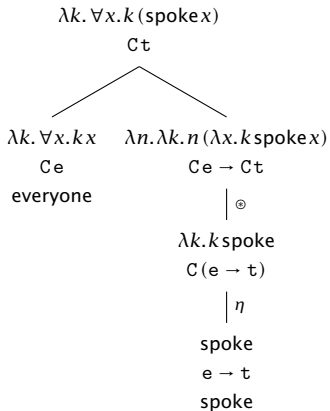 λk. ∀x. k (spoke x)
Ct
λk. ∀x. k x λn. λk. n (λx. k spoke x)
Ce Ce → Ct
everyone
⊛
λk. k spoke
C (e → t)
η
spoke
e → t
spoke